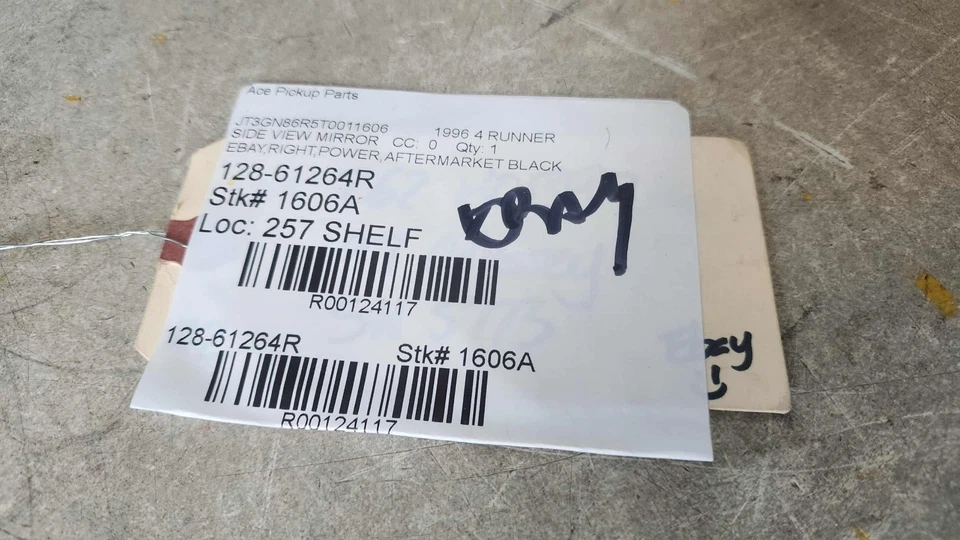 Ace Pickup Parts
JT3GN86R5T0011606 1996 4 RUNNER
SIDE VIEW MIRROR CC: 0 Qty: 1
EBAY,RIGHT,POWER,AFTERMARKET BLACK
128-61264R
Stk# 1606A
Loc: 257 SHELF
EBAY
R00124117
128-61264R Stk# 1606A
R00124117